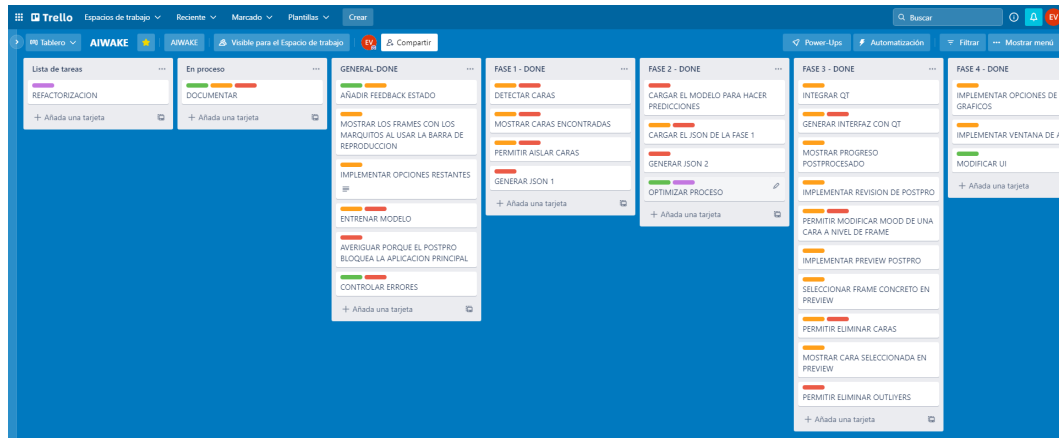 Trello
Espacios de trabajo
Reciente
Marcado
Plantillas
Crear
Buscar
EV
Tablero
AIWAKE
AIWAKE
Visible para el Espacio de trabajo
EV
Compartir
Power-Ups
Automatización
Filtrar
Mostrar menú
Lista de tareas
REFACTORIZACION
+ Añada una tarjeta
En proceso
DOCUMENTAR
+ Añada una tarjeta
GENERAL-DONE
AÑADIR FEEDBACK ESTADO
MOSTRAR LOS FRAMES CON LOS
MARQUITOS AL USAR LA BARRA DE
REPRODUCCION
IMPLEMENTAR OPCIONES RESTANTES
ENTRENAR MODELO
AVERIGUAR PORQUE EL POSTPRO
BLOQUEA LA APLICACION PRINCIPAL
CONTROLAR ERRORES
+ Añada una tarjeta
FASE 1 - DONE
DETECTAR CARAS
MOSTRAR CARAS ENCONTRADAS
PERMITIR AISLAR CARAS
GENERAR JSON 1
+ Añada una tarjeta
FASE 2 - DONE
CARGAR EL MODELO PARA HACER
PREDICCIONES
CARGAR EL JSON DE LA FASE 1
GENERAR JSON 2
OPTIMIZAR PROCESO
+ Añada una tarjeta
FASE 3 - DONE
INTEGRAR QT
GENERAR INTERFAZ CON QT
MOSTRAR PROGRESO
POSTPROCESADO
IMPLEMENTAR REVISION DE POSTPRO
PERMITIR MODIFICAR MOOD DE UNA
CARA A NIVEL DE FRAME
IMPLEMENTAR PREVIEW POSTPRO
SELECCIONAR FRAME CONCRETO EN
PREVIEW
PERMITIR ELIMINAR CARAS
MOSTRAR CARA SELECCIONADA EN
PREVIEW
PERMITIR ELIMINAR OUTLIYERS
+ Añada una tarjeta
FASE 4 - DONE
IMPLEMENTAR OPCIONES DE
GRAFICOS
IMPLEMENTAR VENTANA DE
MODIFICAR UI
+ Añada una tarjeta